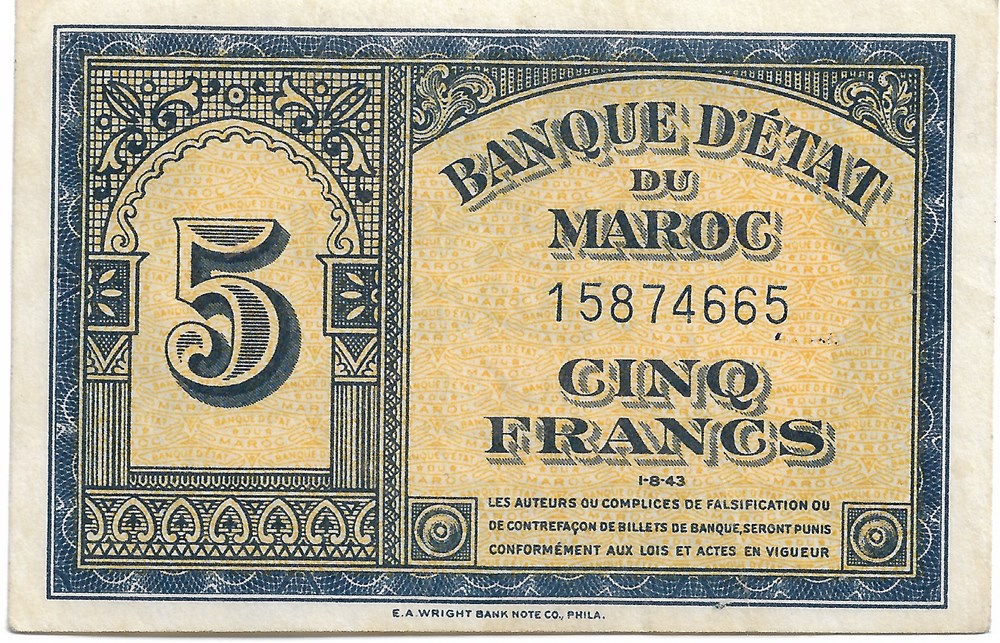 BANQUE D'ÉTAT
DU
MAROC
5
15874665
CINQ
FRANCS
1-8-43
LES AUTEURS OU COMPLICES DE FALSIFICATION OU
DE CONTREFAÇON DE BILLETS DE BANQUE, SERONT PUNIS
CONFORMÉMENT AUX LOIS ET ACTES EN VIGUEUR
E.A. WRIGHT BANK NOTE CO., PHILA.